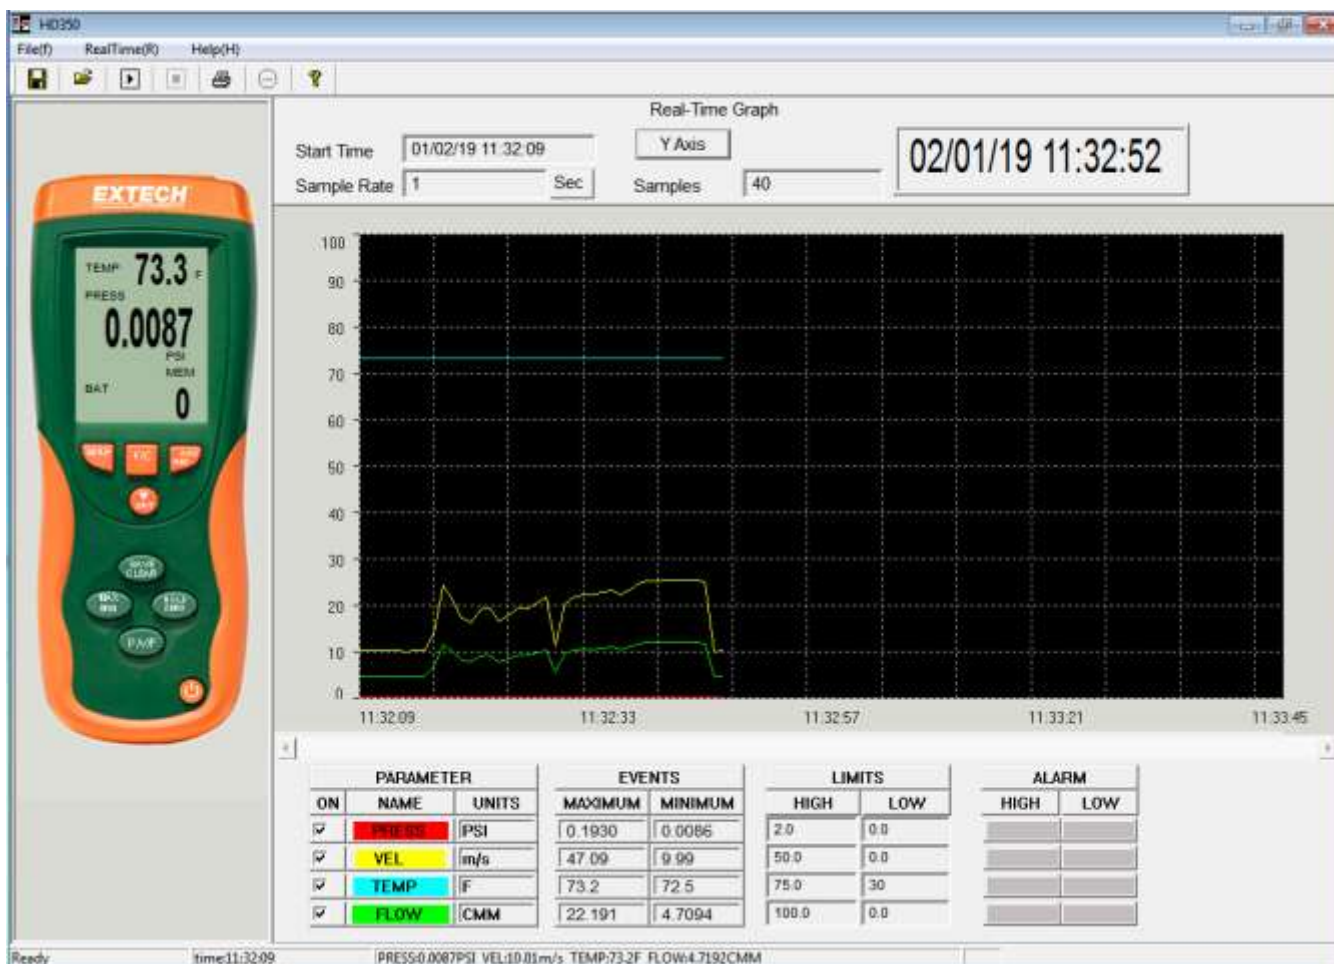 HD350
File(f) RealTime(R) Help(H)
Real-Time Graph
Start Time 01/02/19 11:32:09 Y Axis 02/01/19 11:32:52
Sample Rate 1 Sec Samples 40
EXTECH
TEMP 73.3 F
PRESS
0.0087
PSI
MEM
BAT 0
100
90
80
70
60
50
40
30
20
10
0
11:32:09 11:32:33 11:32:57 11:33:21 11:33:45
PARAMETER EVENTS LIMITS ALARM
ON NAME UNITS MAXIMUM MINIMUM HIGH LOW HIGH LOW
PRESS PSI 0.1930 0.0086 2.0 0.0
VEL m/s 47.09 9.99 50.0 0.0
TEMP F 73.2 72.5 75.0 30
FLOW CMM 22.191 4.7094 100.0 0.0
Ready time:11:32:09 PRESS:0.0087PSI VEL:10.01m/s TEMP:73.2F FLOW:4.7192CMM